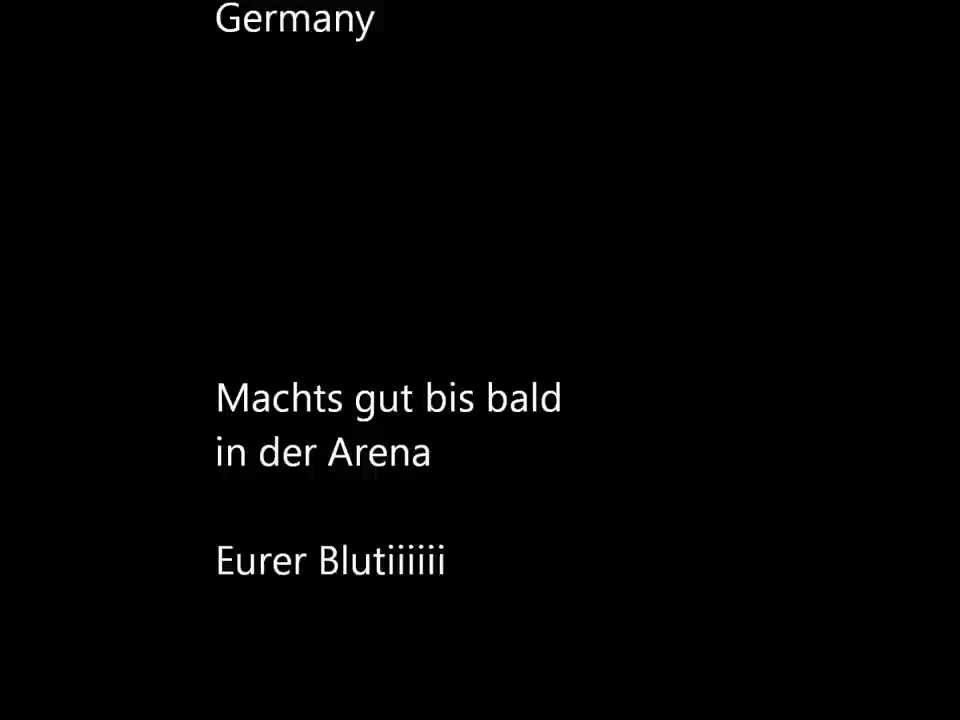 Germany
Machts gut bis bald
in der Arena
Eurer Blutiiiiii